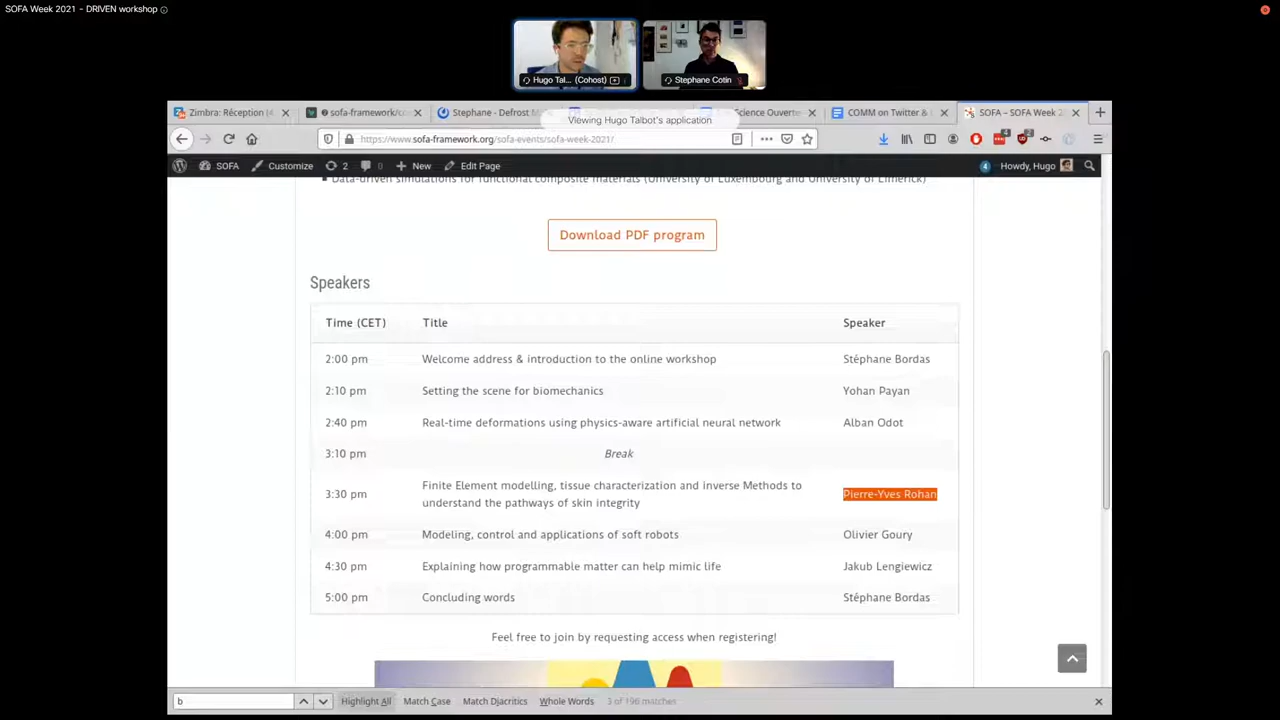 SOFA Week 2021 - DRIVEN workshop
Hugo Tal... (Cohost)
Stephane Cotin
Zimbra: Réception (4
sofa-framework/co
Stephane - Defrost M
Science Ouverte
COMM on Twitter &
SOFA – SOFA Week 2
Viewing Hugo Talbot's application
https://www.sofa-framework.org/sofa-events/sofa-week-2021/
SOFA
Customize
2
0
New
Edit Page
4
Howdy, Hugo
Data-driven simulations for functional composite materials (University of Luxembourg and University of Limerick)
Download PDF program
Speakers
Time (CET) Title Speaker
2:00 pm Welcome address & introduction to the online workshop Stéphane Bordas
2:10 pm Setting the scene for biomechanics Yohan Payan
2:40 pm Real-time deformations using physics-aware artificial neural network Alban Odot
3:10 pm Break
3:30 pm Finite Element modelling, tissue characterization and inverse Methods to
understand the pathways of skin integrity Pierre-Yves Rohan
4:00 pm Modeling, control and applications of soft robots Olivier Goury
4:30 pm Explaining how programmable matter can help mimic life Jakub Lengiewicz
5:00 pm Concluding words Stéphane Bordas
Feel free to join by requesting access when registering!
b
Highlight All Match Case Match Diacritics Whole Words 3 of 196 matches